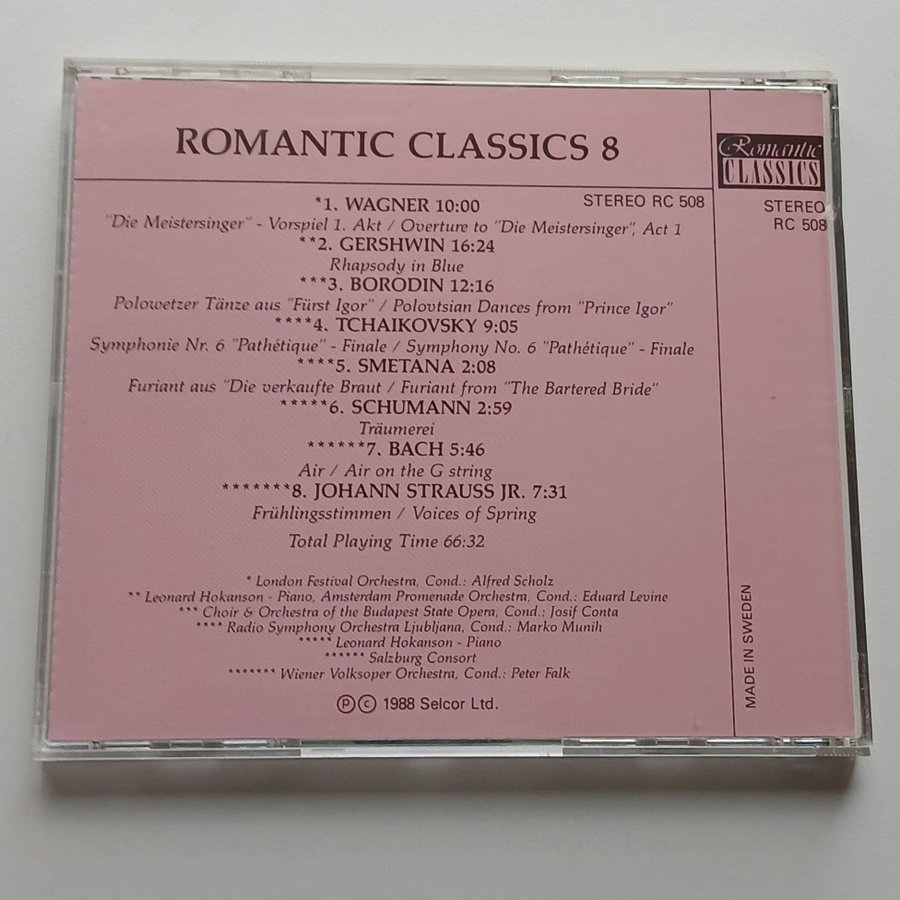 ROMANTIC CLASSICS 8
*1. WAGNER 10:00
STEREO RC 508
"Die Meistersinger" - Vorspiel 1. Akt / Overture to "Die Meistersinger", Act 1
**2. GERSHWIN 16:24
Rhapsody in Blue
***3. BORODIN 12:16
Polowetzer Tänze aus "Fürst Igor" / Polovtsian Dances from "Prince Igor"
****4. TCHAIKOVSKY 9:05
Symphonie Nr. 6 "Pathétique" - Finale / Symphony No. 6 "Pathétique" - Finale
****5. SMETANA 2:08
Furiant aus "Die verkaufte Braut / Furiant from "The Bartered Bride"
*****6. SCHUMANN 2:59
Träumerei
******7. BACH 5:46
Air / Air on the G string
*******8. JOHANN STRAUSS JR. 7:31
Frühlingsstimmen / Voices of Spring
Total Playing Time 66:32
* London Festival Orchestra, Cond.: Alfred Scholz
** Leonard Hokanson - Piano, Amsterdam Promenade Orchestra, Cond.: Eduard Levine
*** Choir & Orchestra of the Budapest State Opera, Cond.: Josif Conta
**** Radio Symphony Orchestra Ljubljana, Cond.: Marko Munih
***** Leonard Hokanson - Piano
****** Salzburg Consort
******* Wiener Volksoper Orchestra, Cond.: Peter Falk
Ⓟ© 1988 Selcor Ltd.
Romantic
CLASSICS
STEREO
RC 508
MADE IN SWEDEN